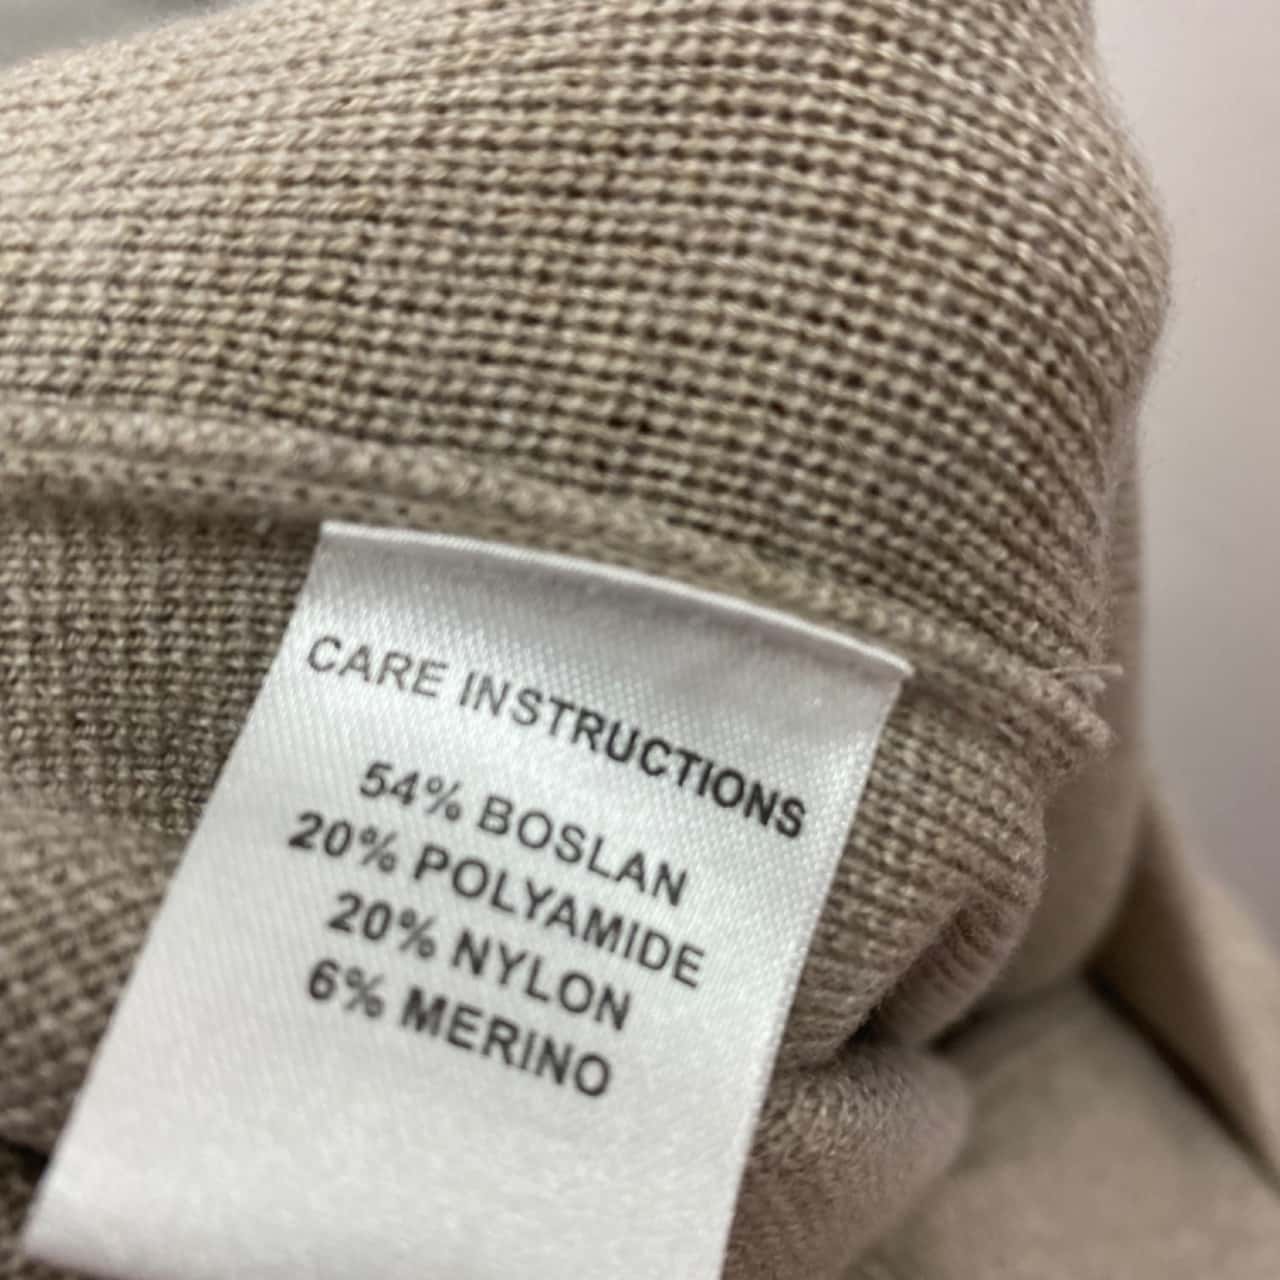 CARE INSTRUCTIONS
54% BOSLAN
20% POLYAMIDE
20% NYLON
6% MERINO